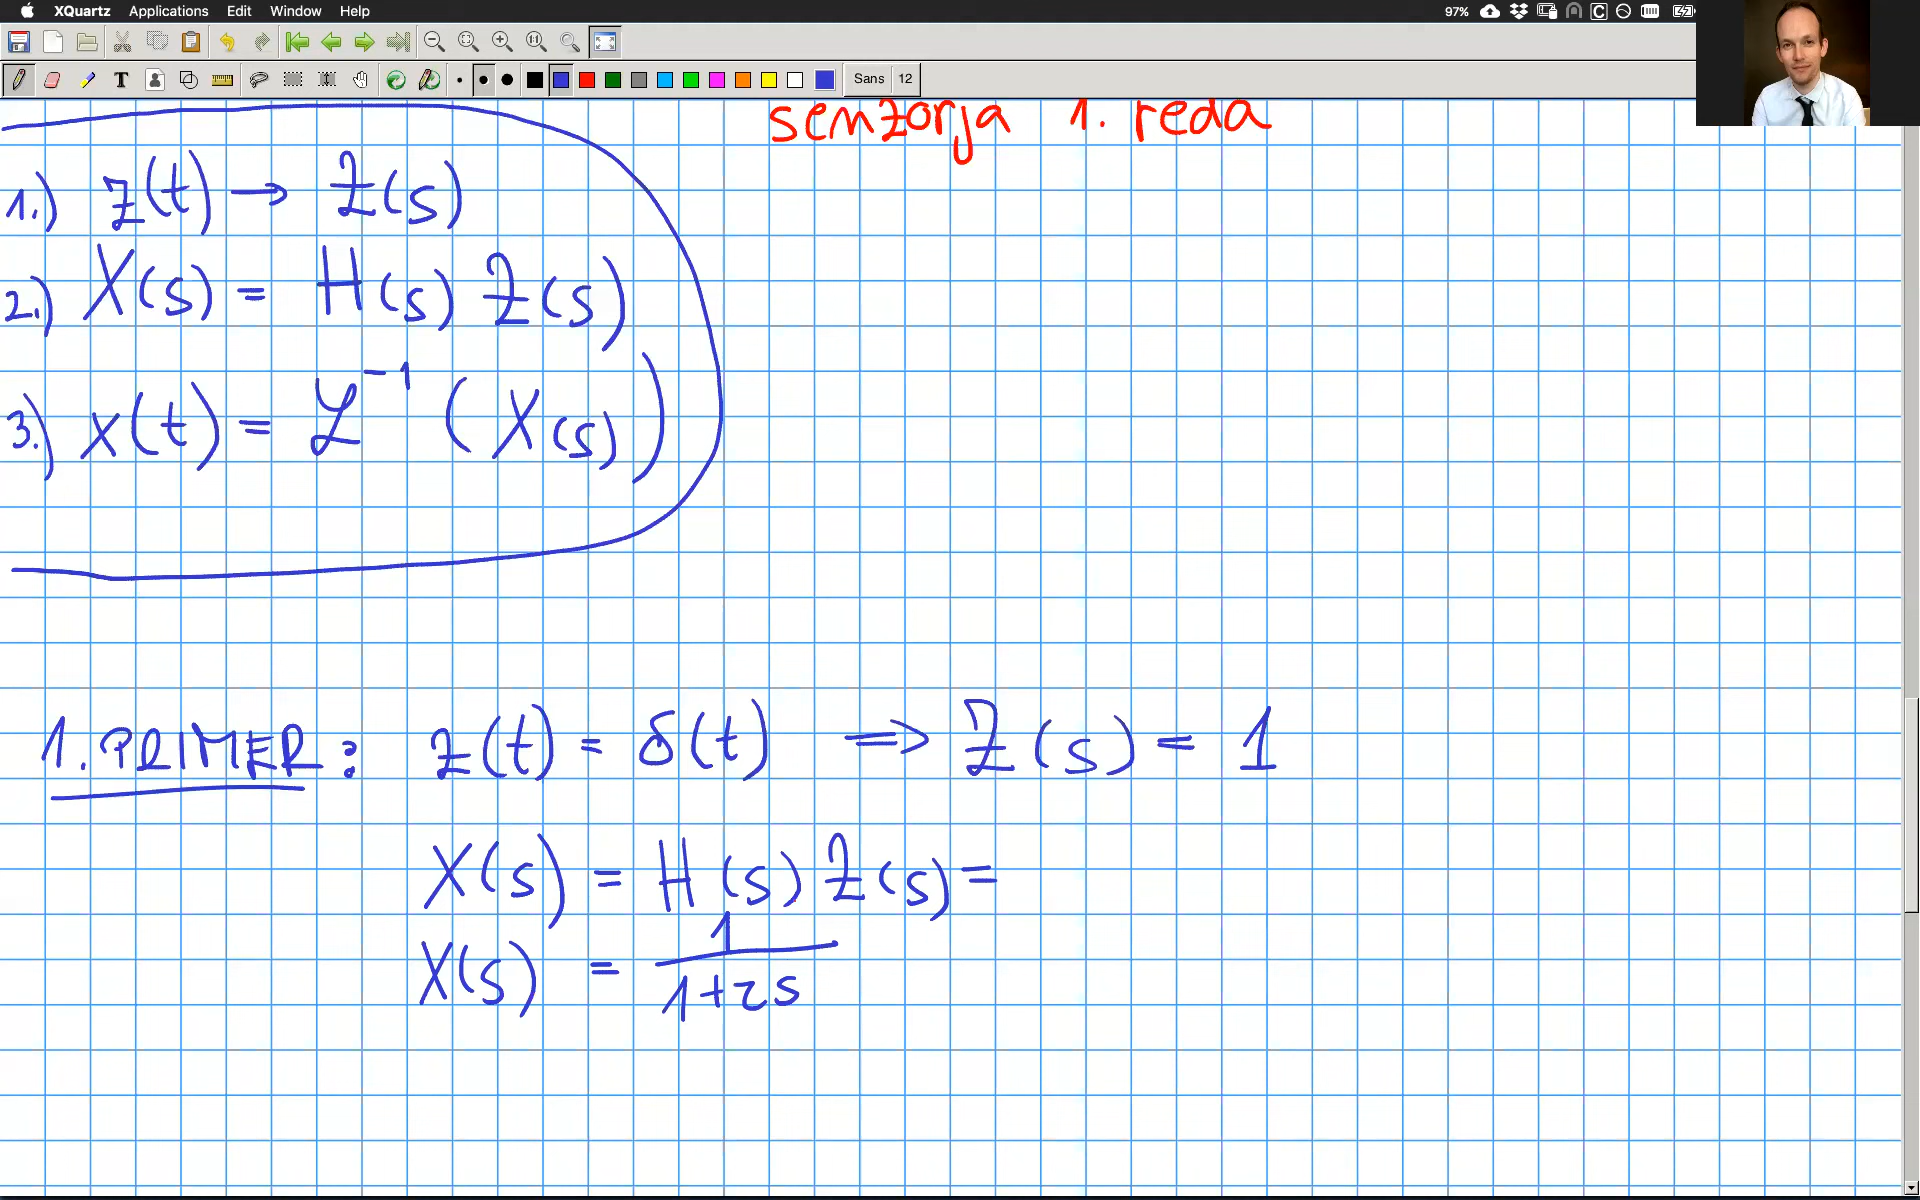 XQuartz Applications Edit Window Help 97%
T Sans 12
senzorja 1. reda
1.) z(t) → Z(s)
2.) X(s) = H(s) Z(s)
3.) x(t) = ℒ⁻¹ (X(s))
1. PRIMER: z(t) = δ(t) ⇒ Z(s) = 1
X(s) = H(s) Z(s) =
X(s) = 1/(1+τs)